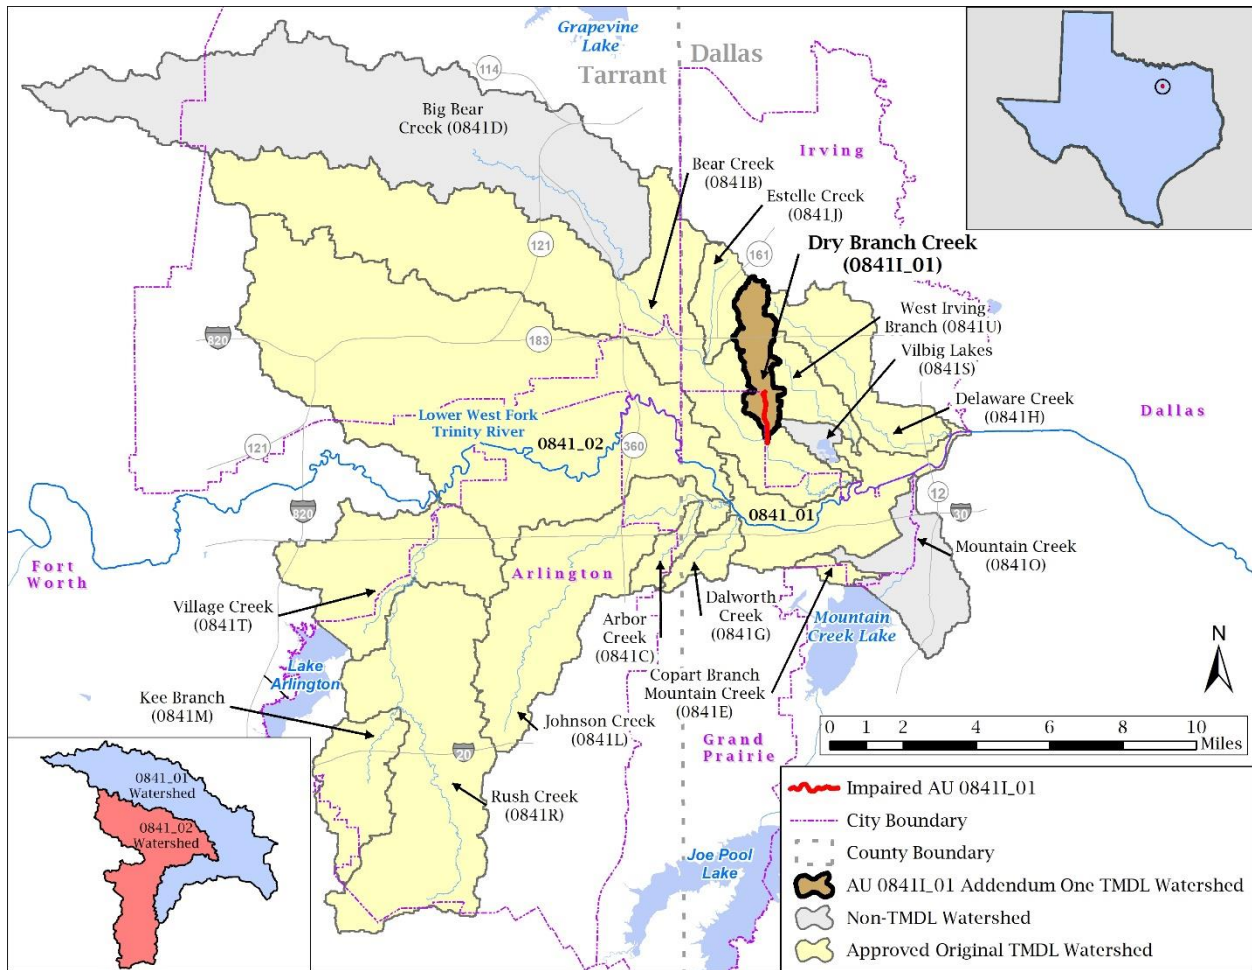 Grapevine
Lake
Tarrant
Dallas
114
Big Bear
Creek (0841D)
Irving
Bear Creek
(0841B)
Estelle Creek
(0841J)
121
161
Dry Branch Creek
(0841I_01)
West Irving
Branch (0841U)
820
183
Vilbig Lakes
(0841S)
Delaware Creek
(0841H)
Dallas
Lower West Fork
Trinity River
0841_02
121
360
820
0841_01
12
30
Fort
Worth
Arlington
Mountain Creek
(0841O)
Village Creek
(0841T)
Arbor
Creek
(0841C)
Dalworth
Creek
(0841G)
Mountain
Creek Lake
Lake
Arlington
Copart Branch
Mountain Creek
(0841E)
Kee Branch
(0841M)
Johnson Creek
(0841L)
20
Grand
Prairie
Rush Creek
(0841R)
Joe Pool
Lake
N
0 1 2 4 6 8 10
Miles
0841_01
Watershed
0841_02
Watershed
Impaired AU 0841I_01
City Boundary
County Boundary
AU 0841I_01 Addendum One TMDL Watershed
Non-TMDL Watershed
Approved Original TMDL Watershed